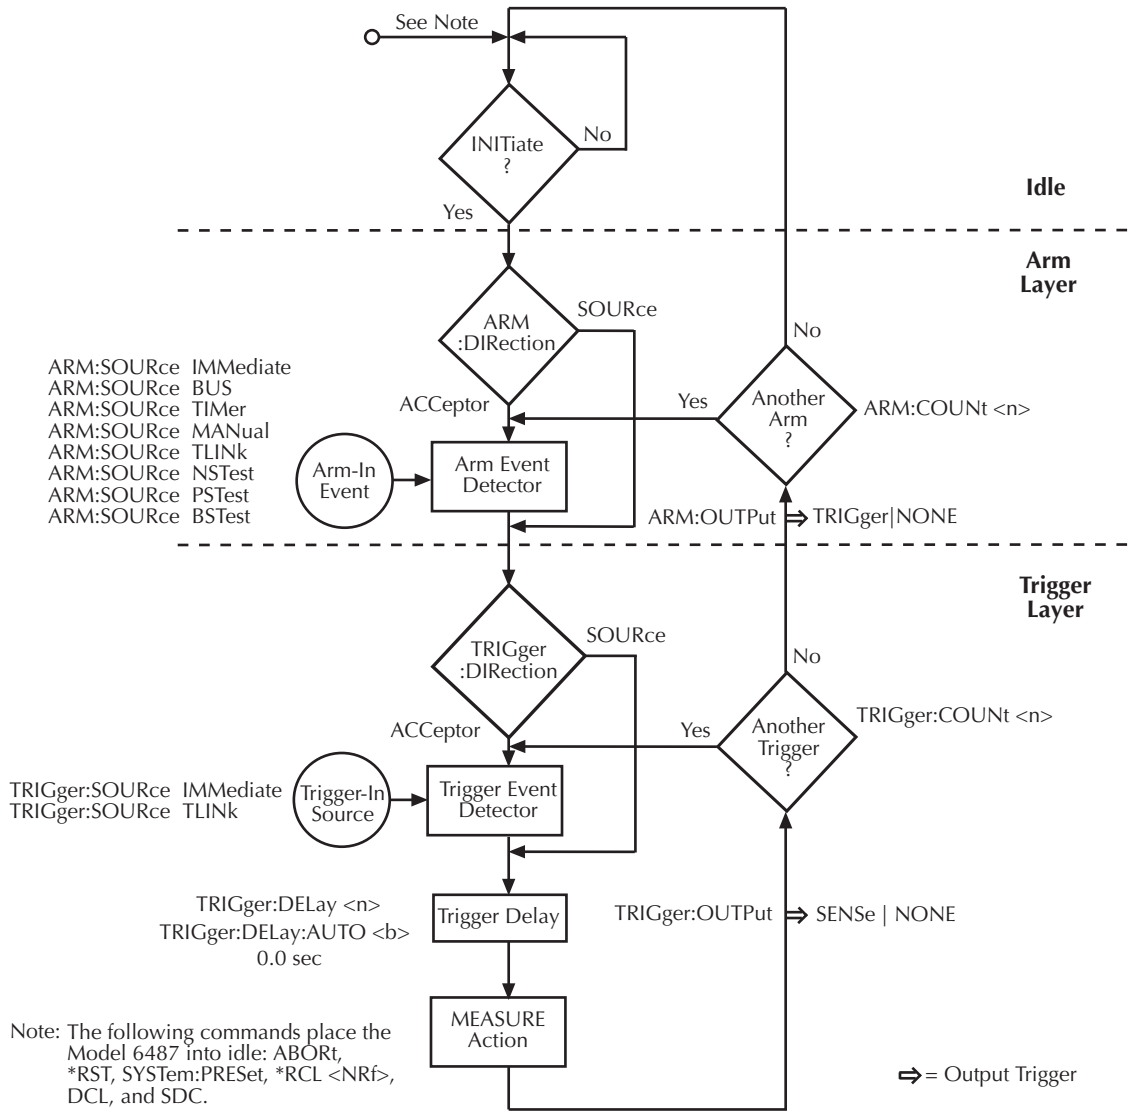 See Note
INITiate
?
No
Yes
Idle
Arm
Layer
ARM
:DIRection
SOURce
ACCeptor
No
Another
Arm
?
Yes
ARM:COUNt <n>
ARM:SOURce IMMediate
ARM:SOURce BUS
ARM:SOURce TIMer
ARM:SOURce MANual
ARM:SOURce TLINk
ARM:SOURce NSTest
ARM:SOURce PSTest
ARM:SOURce BSTest
Arm-In
Event
Arm Event
Detector
ARM:OUTPut
TRIGger|NONE
Trigger
Layer
TRIGger
:DIRection
SOURce
ACCeptor
No
Another
Trigger
?
Yes
TRIGger:COUNt <n>
TRIGger:SOURce IMMediate
TRIGger:SOURce TLINk
Trigger-In
Source
Trigger Event
Detector
TRIGger:DELay <n>
TRIGger:DELay:AUTO <b>
0.0 sec
Trigger Delay
TRIGger:OUTPut
SENSe | NONE
MEASURE
Action
Note: The following commands place the
Model 6487 into idle: ABORt,
*RST, SYSTem:PRESet, *RCL <NRf>,
DCL, and SDC.
= Output Trigger